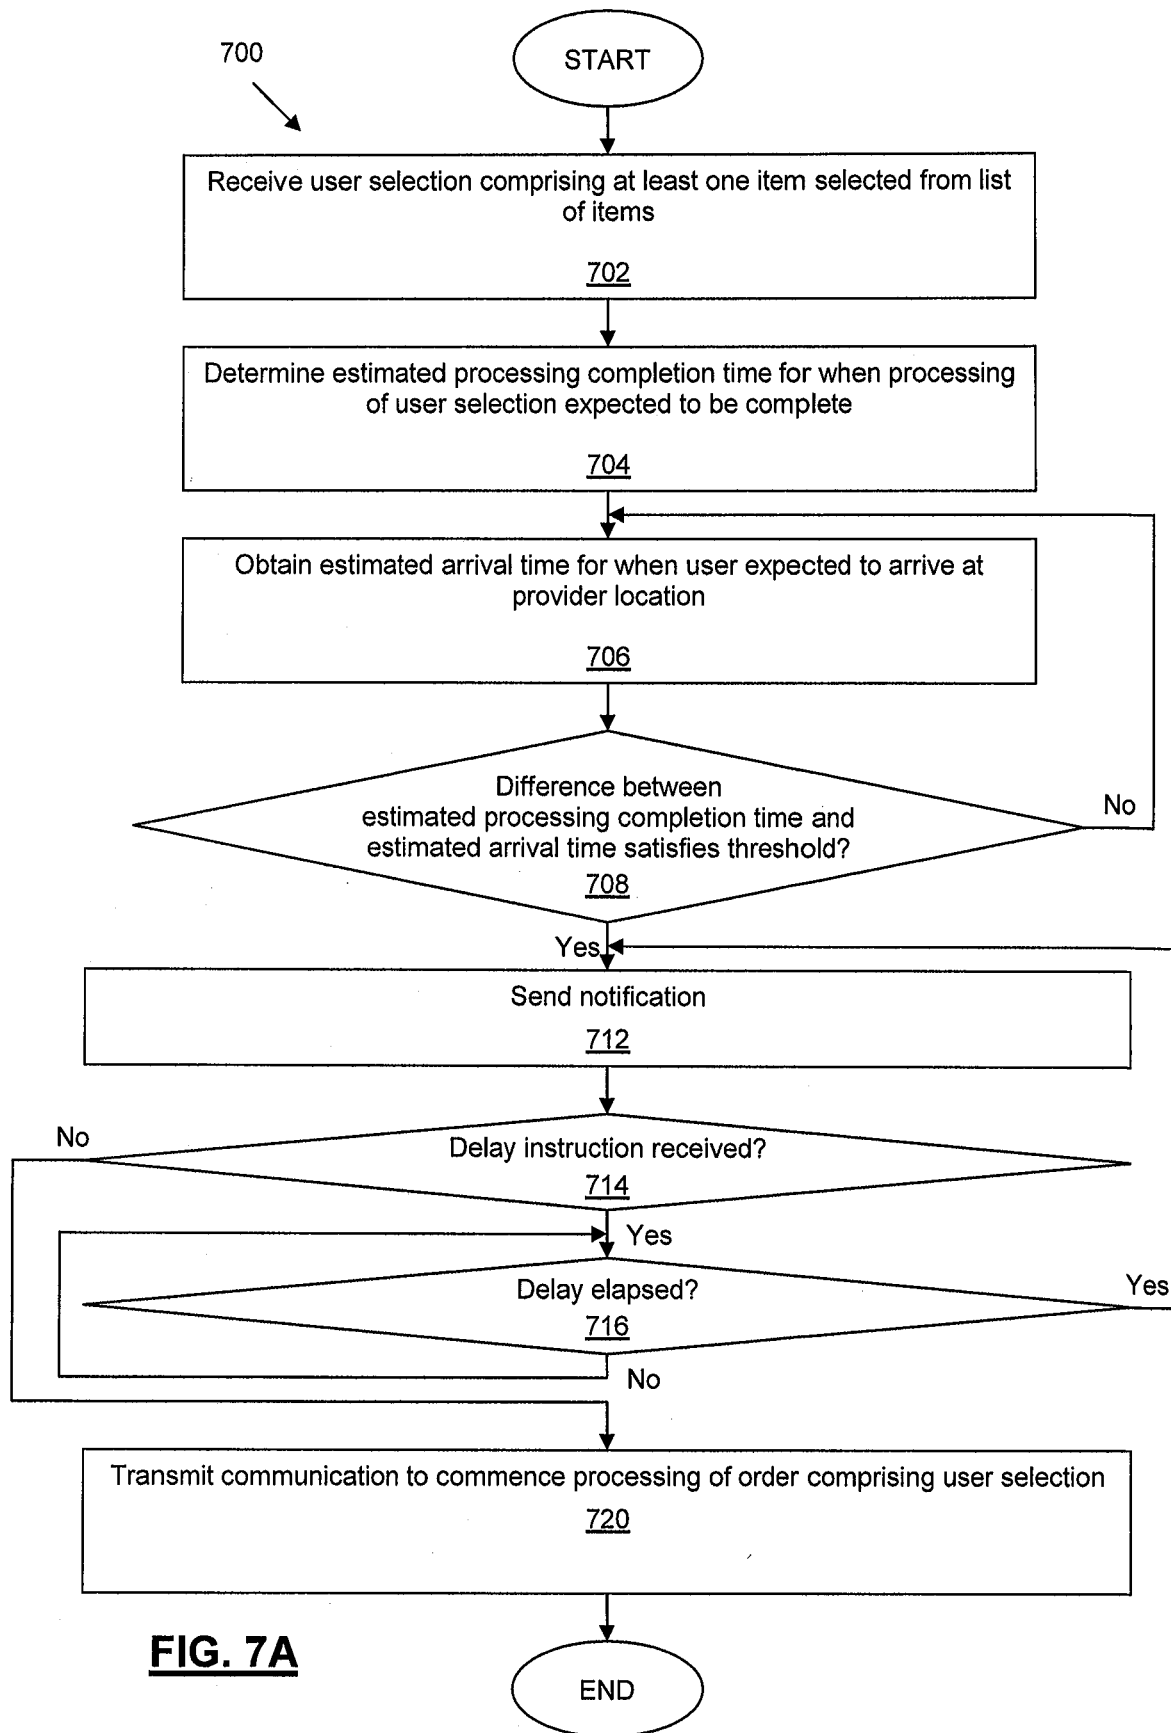 700
START
Receive user selection comprising at least one item selected from list
of items
702
Determine estimated processing completion time for when processing
of user selection expected to be complete
704
Obtain estimated arrival time for when user expected to arrive at
provider location
706
Difference between
estimated processing completion time and
estimated arrival time satisfies threshold?
708
No
Yes
Send notification
712
No
Delay instruction received?
714
Yes
Delay elapsed?
716
Yes
No
Transmit communication to commence processing of order comprising user selection
720
FIG. 7A
END